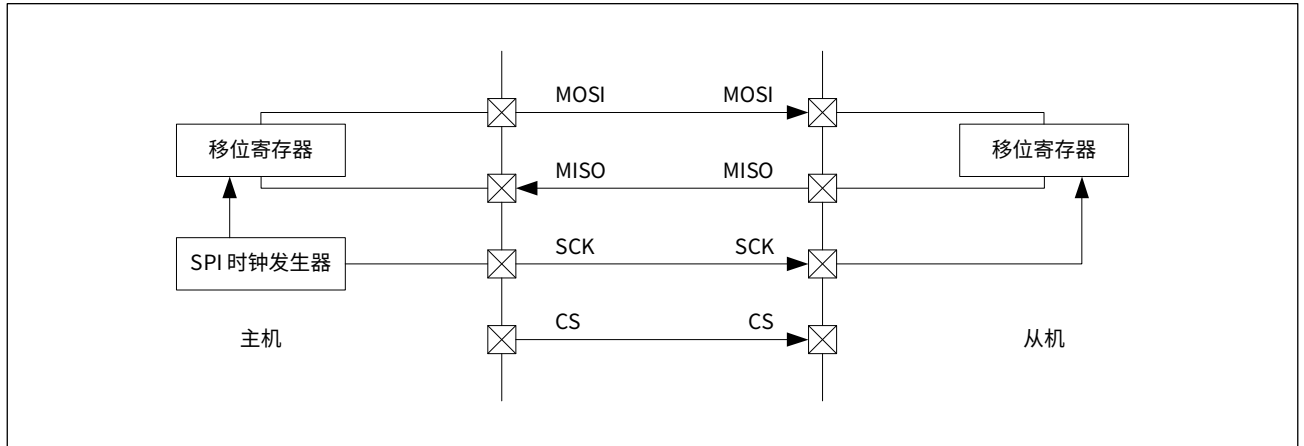 MOSI MOSI
移位寄存器 移位寄存器
MISO MISO
SPI 时钟发生器 SCK SCK
CS CS
主机 从机